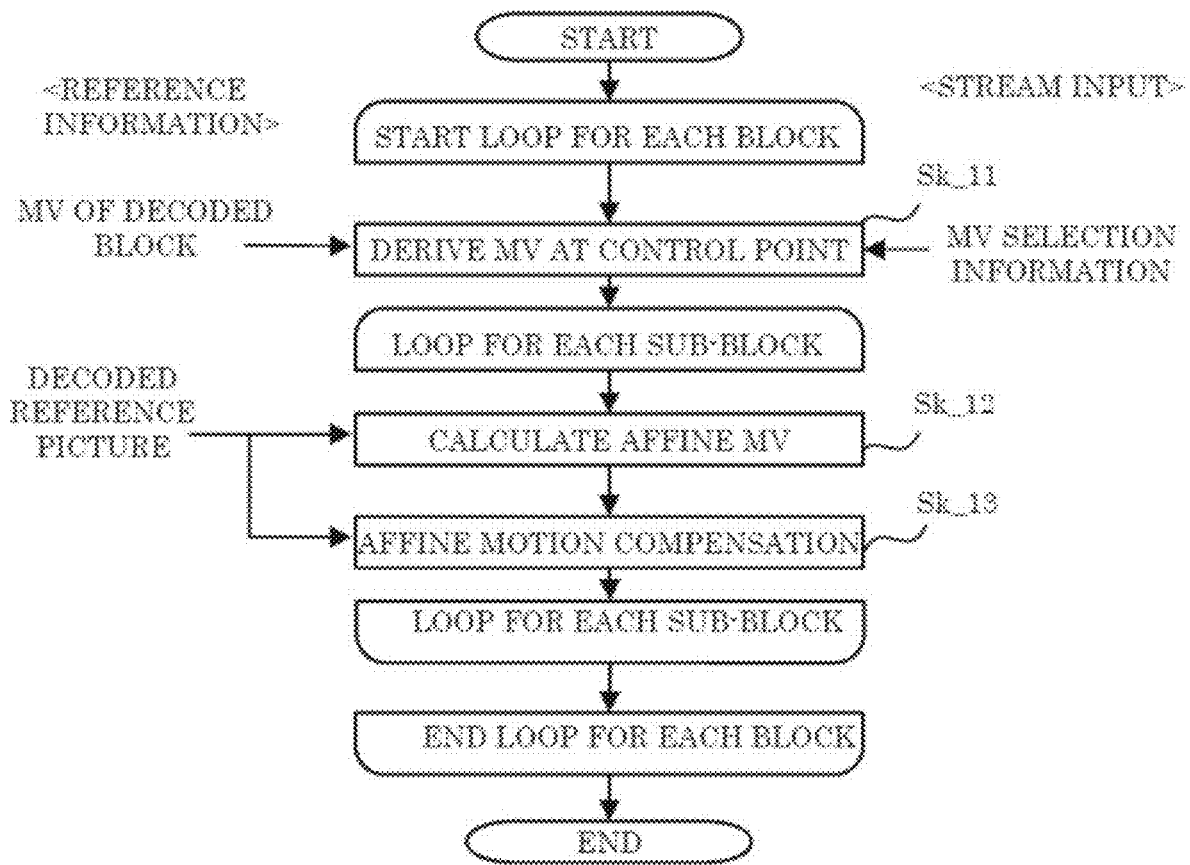 START
<REFERENCE
INFORMATION>
<STREAM INPUT>
START LOOP FOR EACH BLOCK
Sk_11
MV OF DECODED
BLOCK
DERIVE MV AT CONTROL POINT
MV SELECTION
INFORMATION
LOOP FOR EACH SUB-BLOCK
DECODED
REFERENCE
PICTURE
Sk_12
CALCULATE AFFINE MV
Sk_13
AFFINE MOTION COMPENSATION
LOOP FOR EACH SUB-BLOCK
END LOOP FOR EACH BLOCK
END